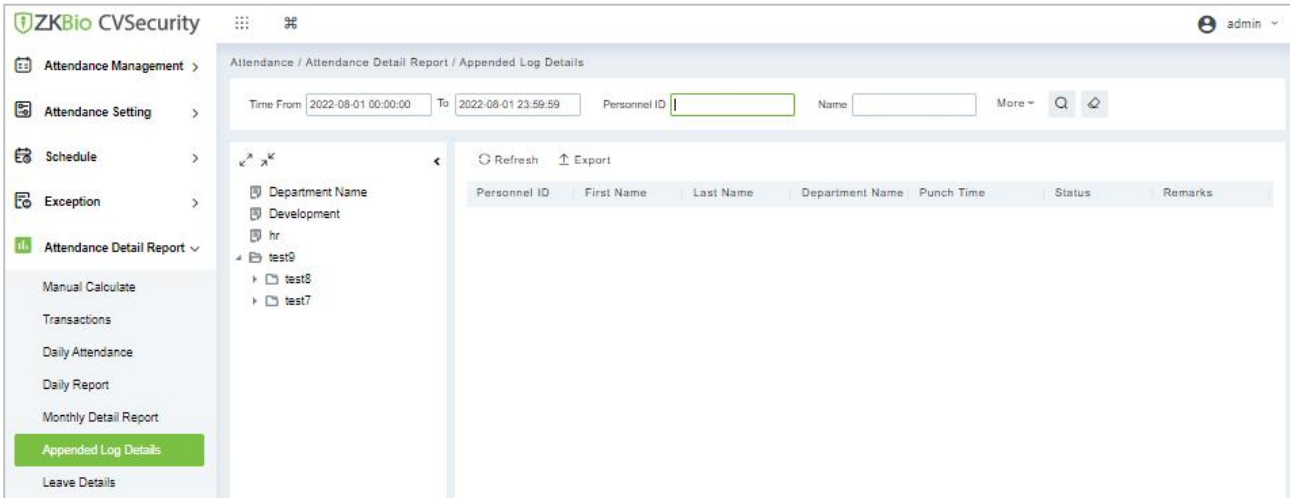 ZKBio CVSecurity
admin
Attendance Management
Attendance Setting
Schedule
Exception
Attendance Detail Report
Manual Calculate
Transactions
Daily Attendance
Daily Report
Monthly Detail Report
Appended Log Details
Leave Details
Attendance / Attendance Detail Report / Appended Log Details
Time From 2022-08-01 00:00:00 To 2022-08-01 23:59:59 Personnel ID Name More
Department Name
Development
hr
test9
test8
test7
Refresh Export
Personnel ID First Name Last Name Department Name Punch Time Status Remarks